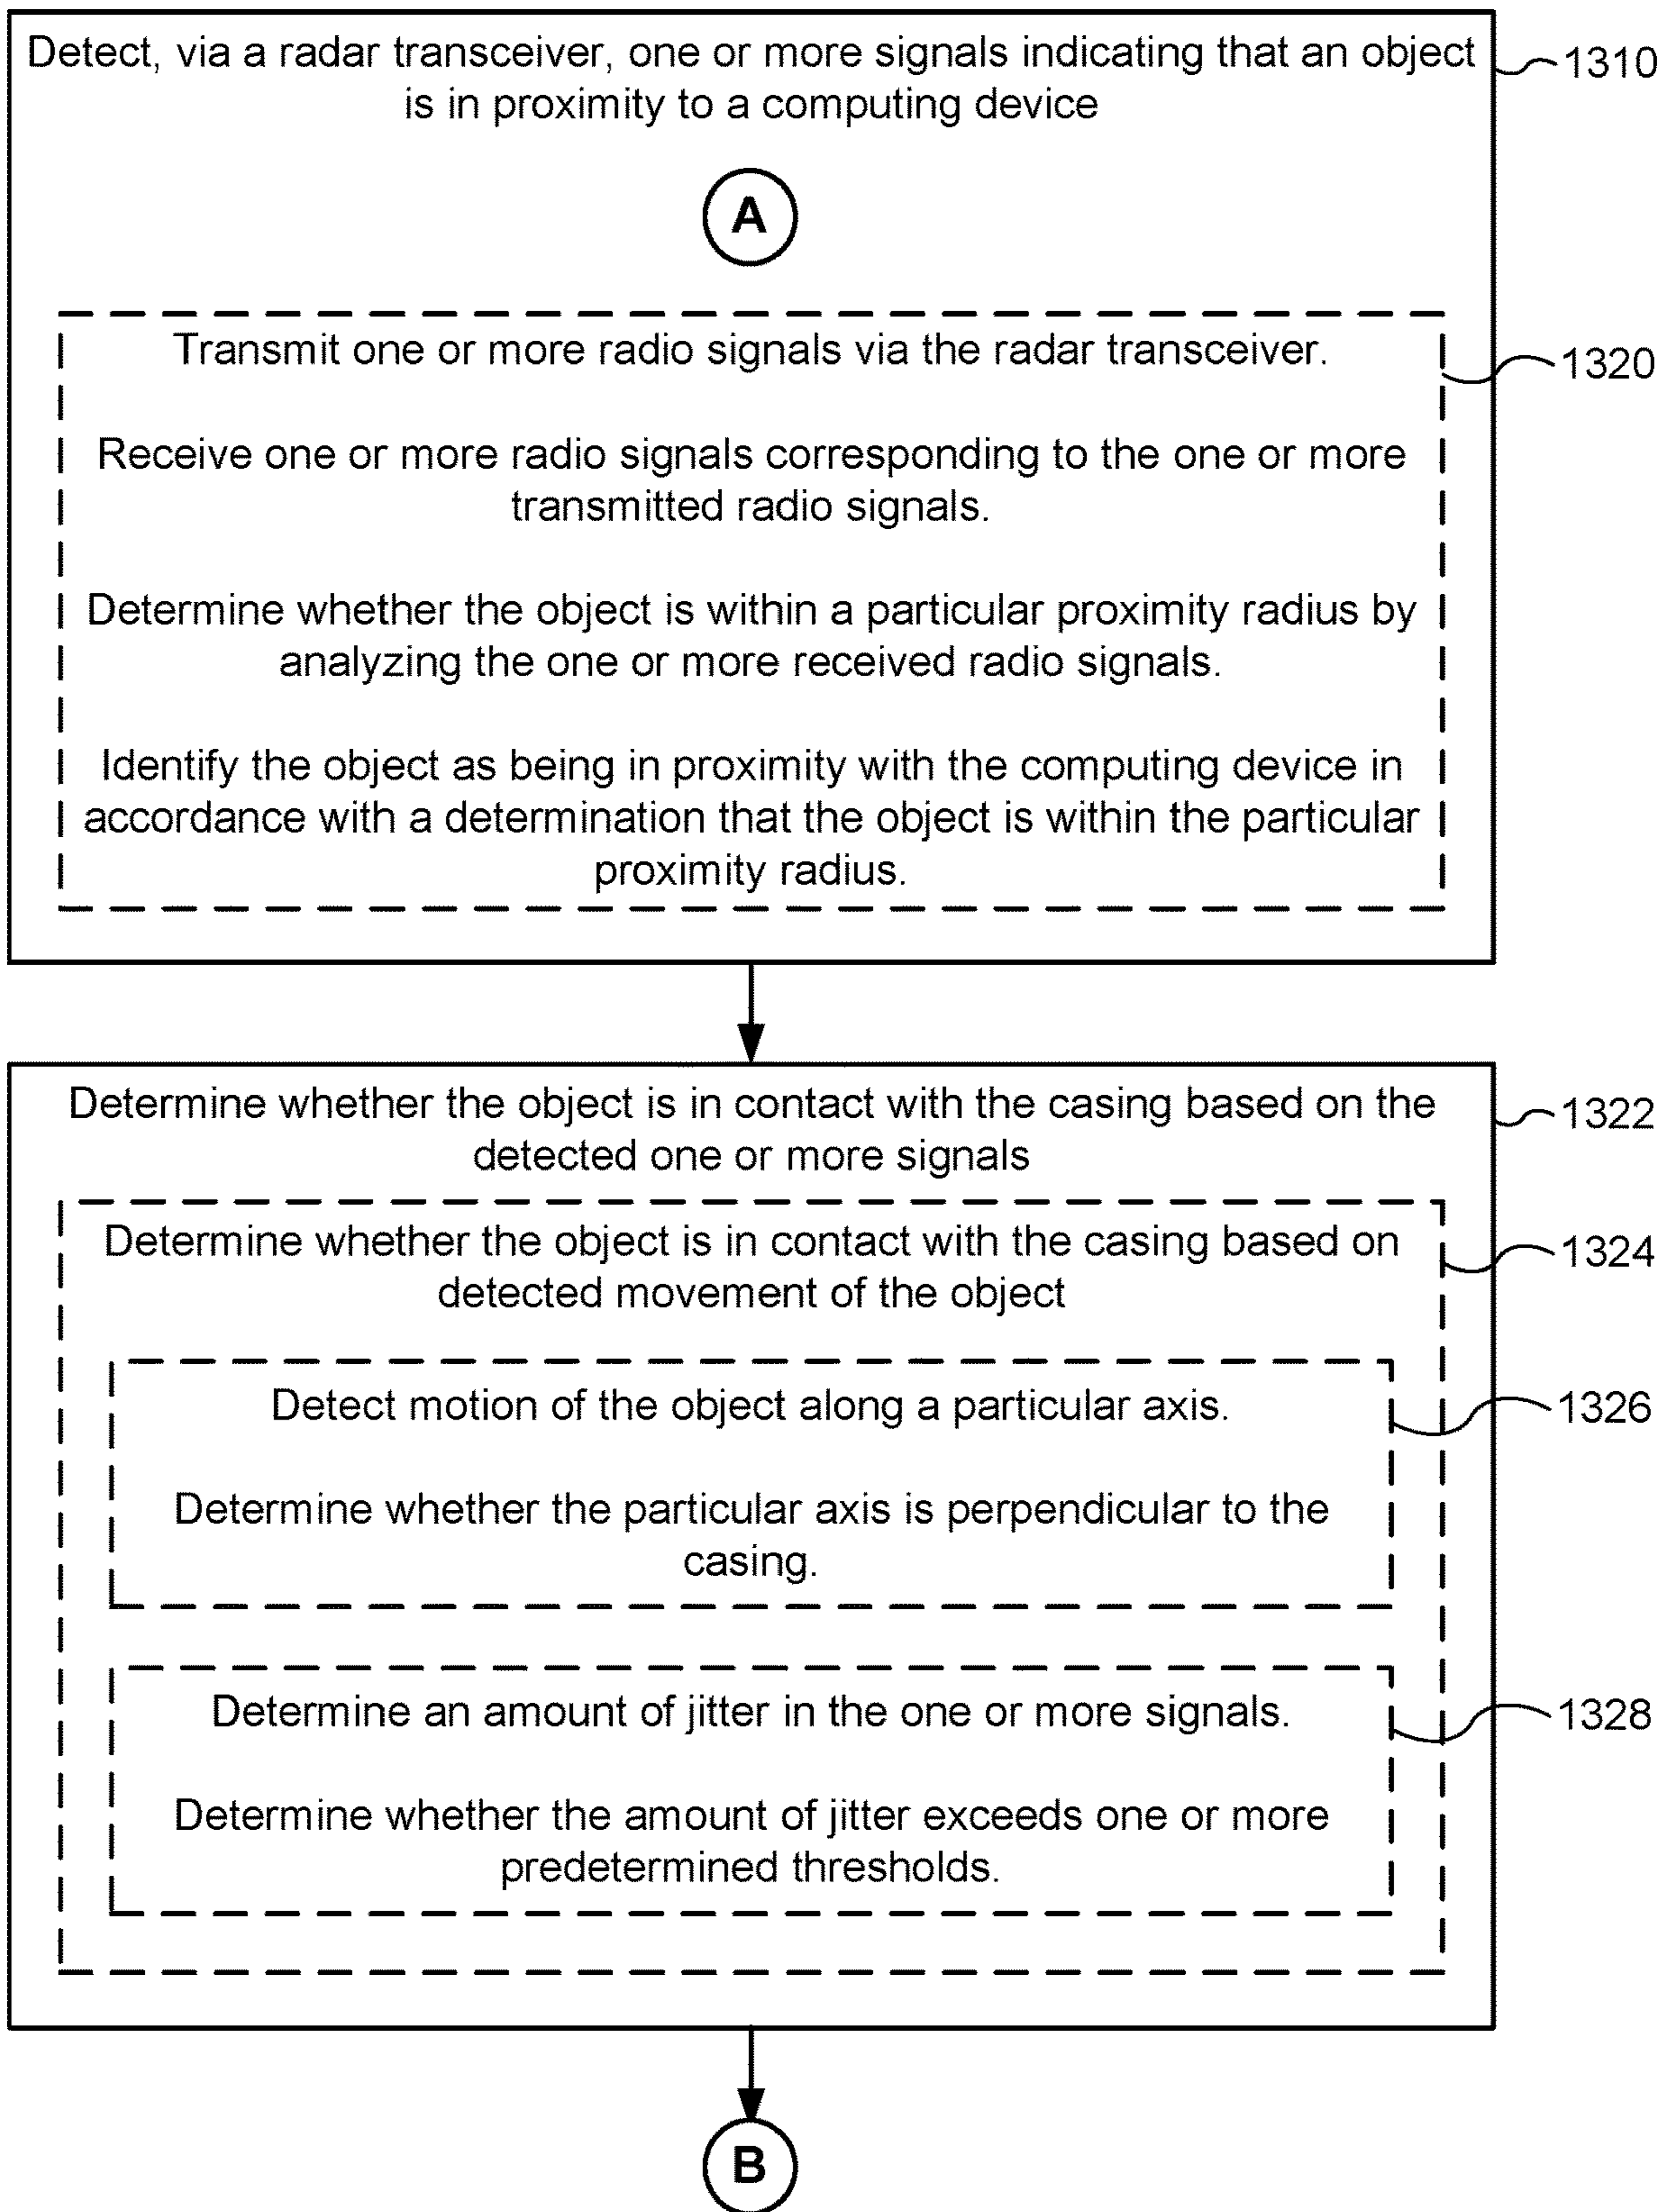 Detect, via a radar transceiver, one or more signals indicating that an object
is in proximity to a computing device
1310
A
Transmit one or more radio signals via the radar transceiver.
1320
Receive one or more radio signals corresponding to the one or more
transmitted radio signals.
Determine whether the object is within a particular proximity radius by
analyzing the one or more received radio signals.
Identify the object as being in proximity with the computing device in
accordance with a determination that the object is within the particular
proximity radius.
Determine whether the object is in contact with the casing based on the
detected one or more signals
1322
Determine whether the object is in contact with the casing based on
detected movement of the object
1324
Detect motion of the object along a particular axis.
1326
Determine whether the particular axis is perpendicular to the
casing.
Determine an amount of jitter in the one or more signals.
1328
Determine whether the amount of jitter exceeds one or more
predetermined thresholds.
B